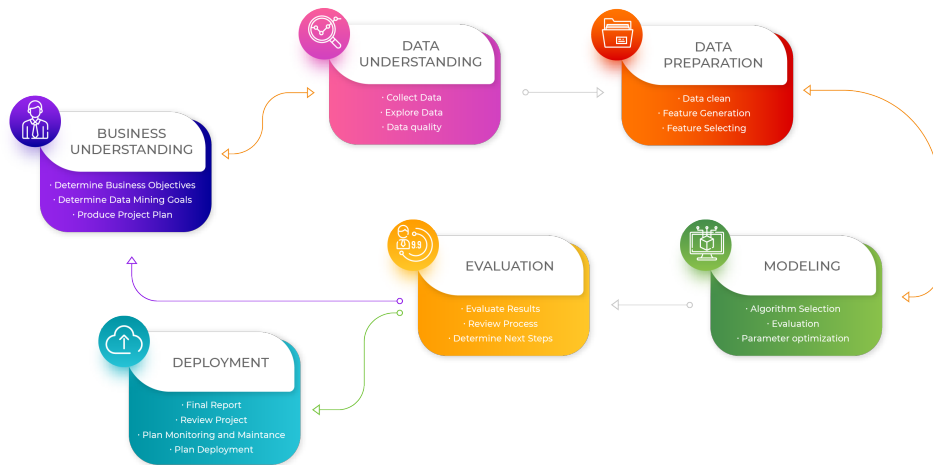 DATA
UNDERSTANDING
· Collect Data
· Explore Data
· Data quality
DATA
PREPARATION
· Data clean
· Feature Generation
· Feature Selecting
BUSINESS
UNDERSTANDING
· Determine Business Objectives
· Determine Data Mining Goals
· Produce Project Plan
9.9
EVALUATION
· Evaluate Results
· Review Process
· Determine Next Steps
MODELING
· Algorithm Selection
· Evaluation
· Parameter optimization
DEPLOYMENT
· Final Report
· Review Project
· Plan Monitoring and Maintance
· Plan Deployment